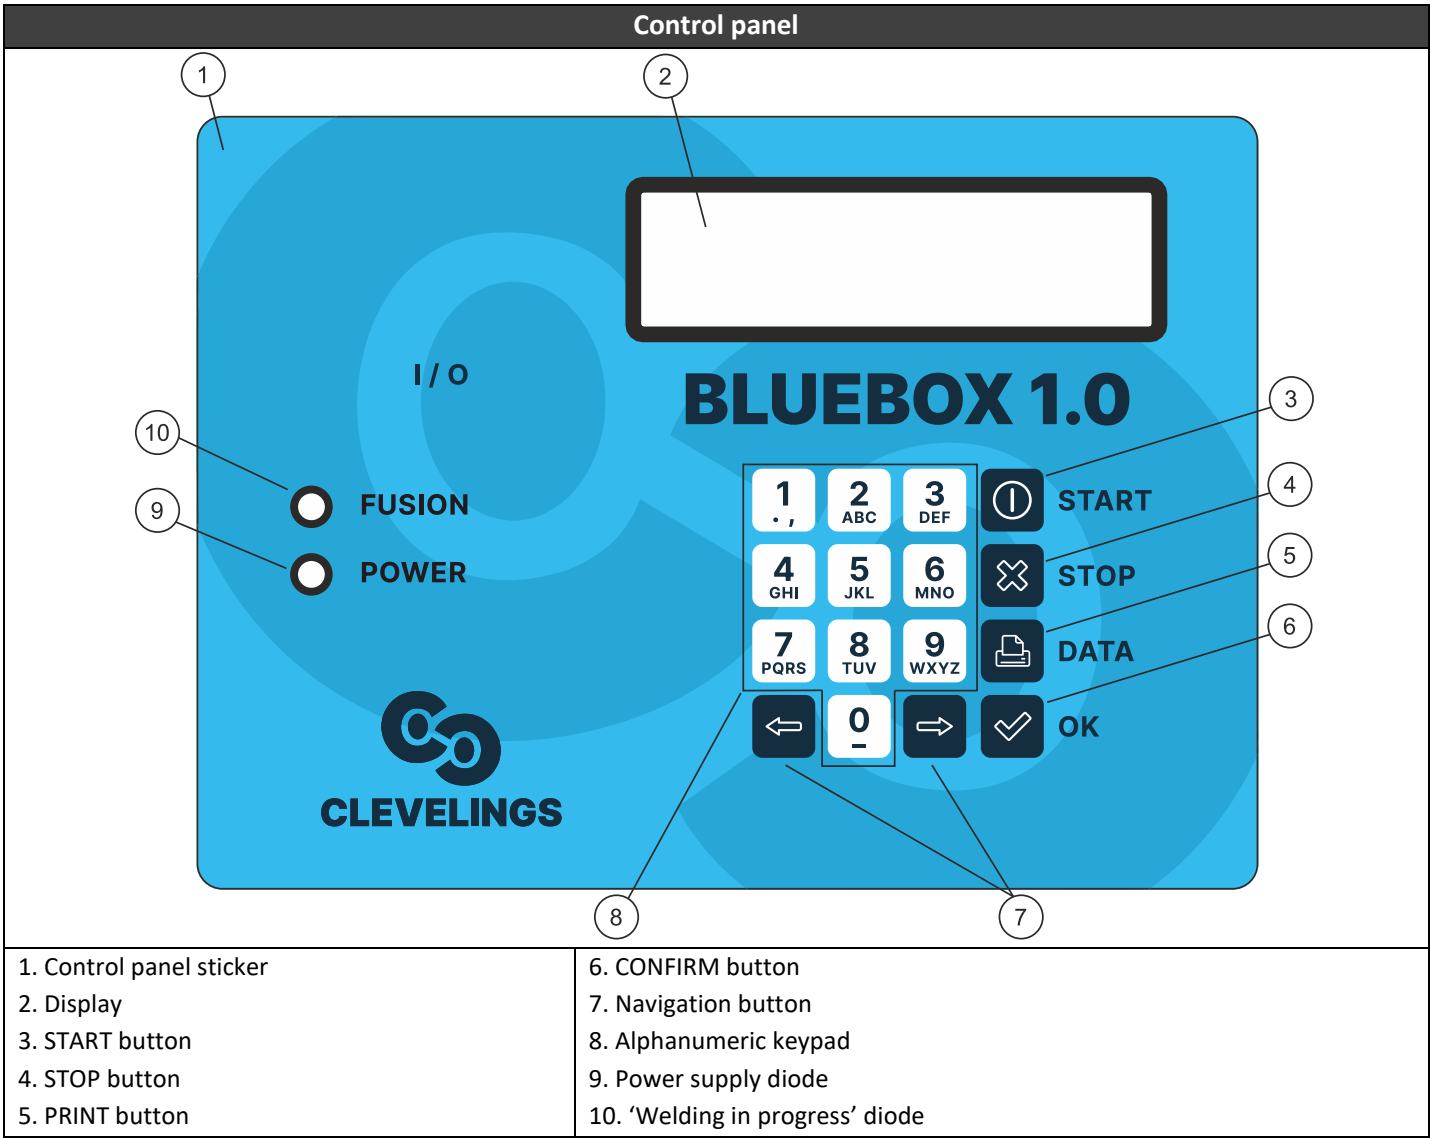 Control panel
1
2
I / O
BLUEBOX 1.0
3
10
FUSION
9
POWER
1
. ,
2
ABC
3
DEF
START
4
4
GHI
5
JKL
6
MNO
STOP
5
7
PQRS
8
TUV
9
WXYZ
DATA
6
0
–
OK
CLEVELINGS
8
7
1. Control panel sticker
2. Display
3. START button
4. STOP button
5. PRINT button
6. CONFIRM button
7. Navigation button
8. Alphanumeric keypad
9. Power supply diode
10. ‘Welding in progress’ diode